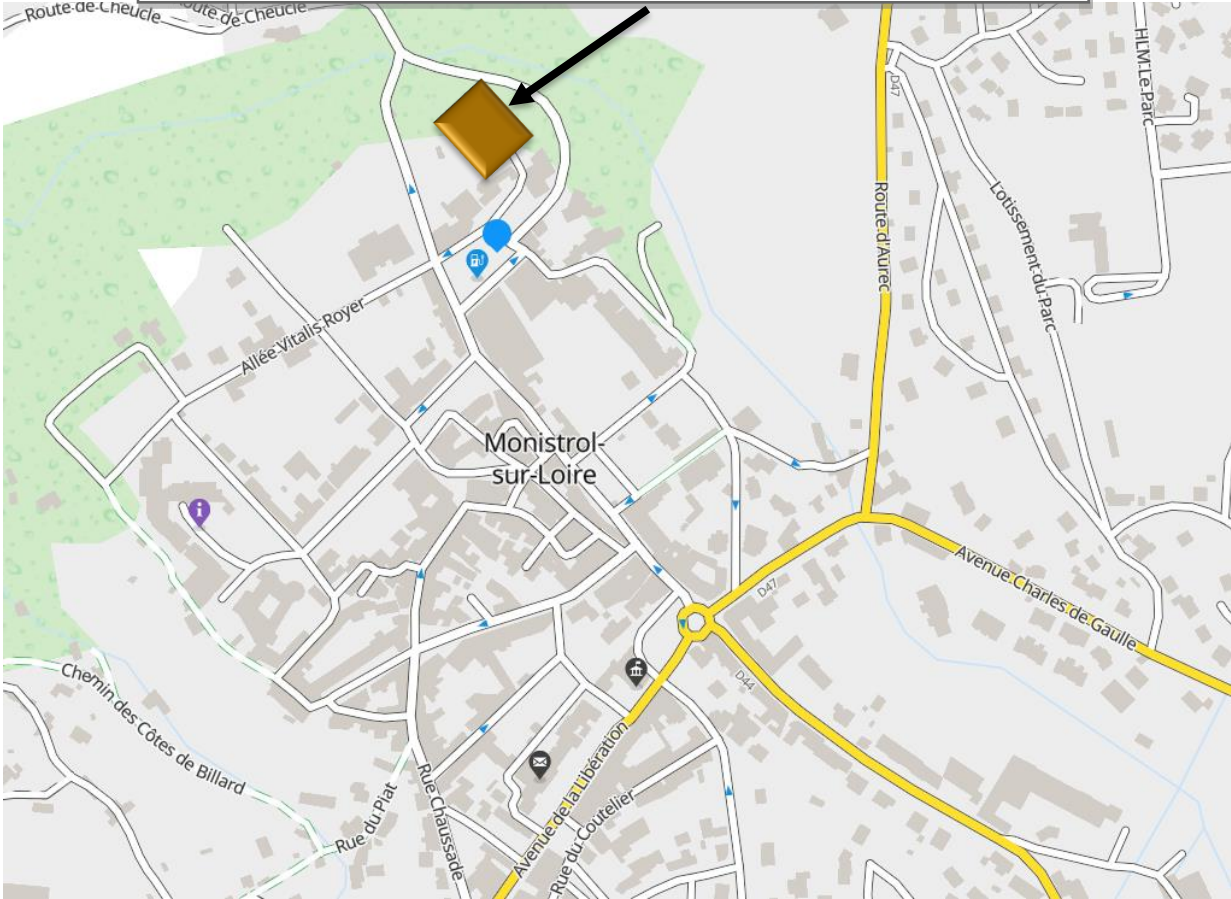 Route de Cheucle
Route de Cheucle
HLM Le Parc
D47
Route d'Aurec
Lotissement du Parc
Allée Vitalis Royer
Monistrol-
sur-Loire
i
Avenue Charles de Gaulle
D47
D44
Chemin des Côtes de Billard
Rue du Plat
Rue Chaussade
Avenue de la Libération
Rue du Coutelier